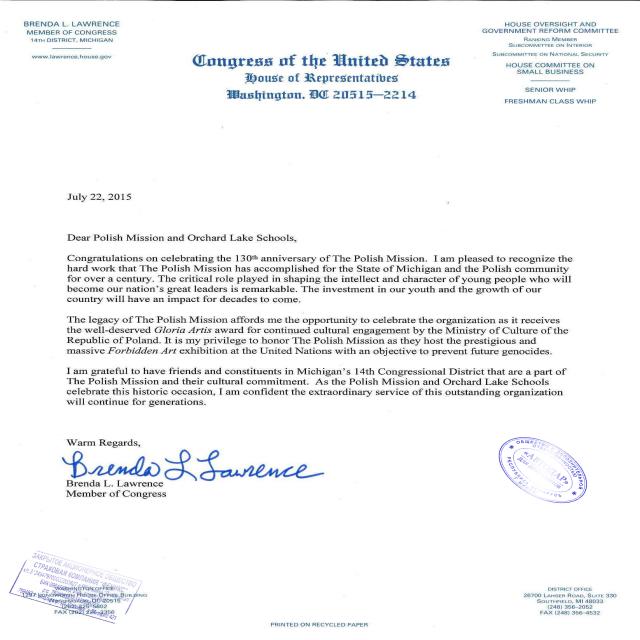 BRENDA L. LAWRENCE
MEMBER OF CONGRESS
14TH DISTRICT, MICHIGAN
www.lawrence.house.gov
Congress of the United States
House of Representatives
Washington, DC 20515–2214
HOUSE OVERSIGHT AND
GOVERNMENT REFORM COMMITTEE
RANKING MEMBER
SUBCOMMITTEE ON INTERIOR
SUBCOMMITTEE ON NATIONAL SECURITY
HOUSE COMMITTEE ON
SMALL BUSINESS
SENIOR WHIP
FRESHMAN CLASS WHIP
July 22, 2015
Dear Polish Mission and Orchard Lake Schools,
Congratulations on celebrating the 130th anniversary of The Polish Mission. I am pleased to recognize the
hard work that The Polish Mission has accomplished for the State of Michigan and the Polish community
for over a century. The critical role played in shaping the intellect and character of young people who will
become our nation's great leaders is remarkable. The investment in our youth and the growth of our
country will have an impact for decades to come.
The legacy of The Polish Mission affords me the opportunity to celebrate the organization as it receives
the well-deserved Gloria Artis award for continued cultural engagement by the Ministry of Culture of the
Republic of Poland. It is my privilege to honor The Polish Mission as they host the prestigious and
massive Forbidden Art exhibition at the United Nations with an objective to prevent future genocides.
I am grateful to have friends and constituents in Michigan's 14th Congressional District that are a part of
The Polish Mission and their cultural commitment. As the Polish Mission and Orchard Lake Schools
celebrate this historic occasion, I am confident the extraordinary service of this outstanding organization
will continue for generations.
Warm Regards,
Brenda L Lawrence
Brenda L. Lawrence
Member of Congress
ЗАКРЫТОЕ АКЦИОНЕРНОЕ ОБЩЕСТВО
СТРАХОВАЯ КОМПАНИЯ
WASHINGTON OFFICE
HOUSE OFFICE BUILDING
WASHINGTON, DC 20515
DISTRICT OFFICE
26700 LAHSER ROAD, SUITE 330
SOUTHFIELD, MI 48033
(248) 356–2052
FAX (248) 356–4532
PRINTED ON RECYCLED PAPER